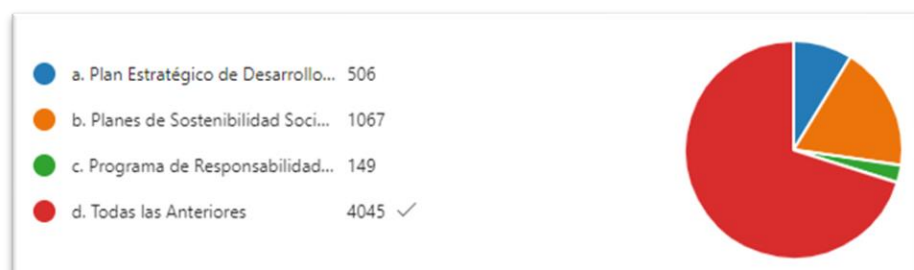 a. Plan Estratégico de Desarrollo... 506
b. Planes de Sostenibilidad Soci... 1067
c. Programa de Responsabilidad... 149
d. Todas las Anteriores 4045 ✓